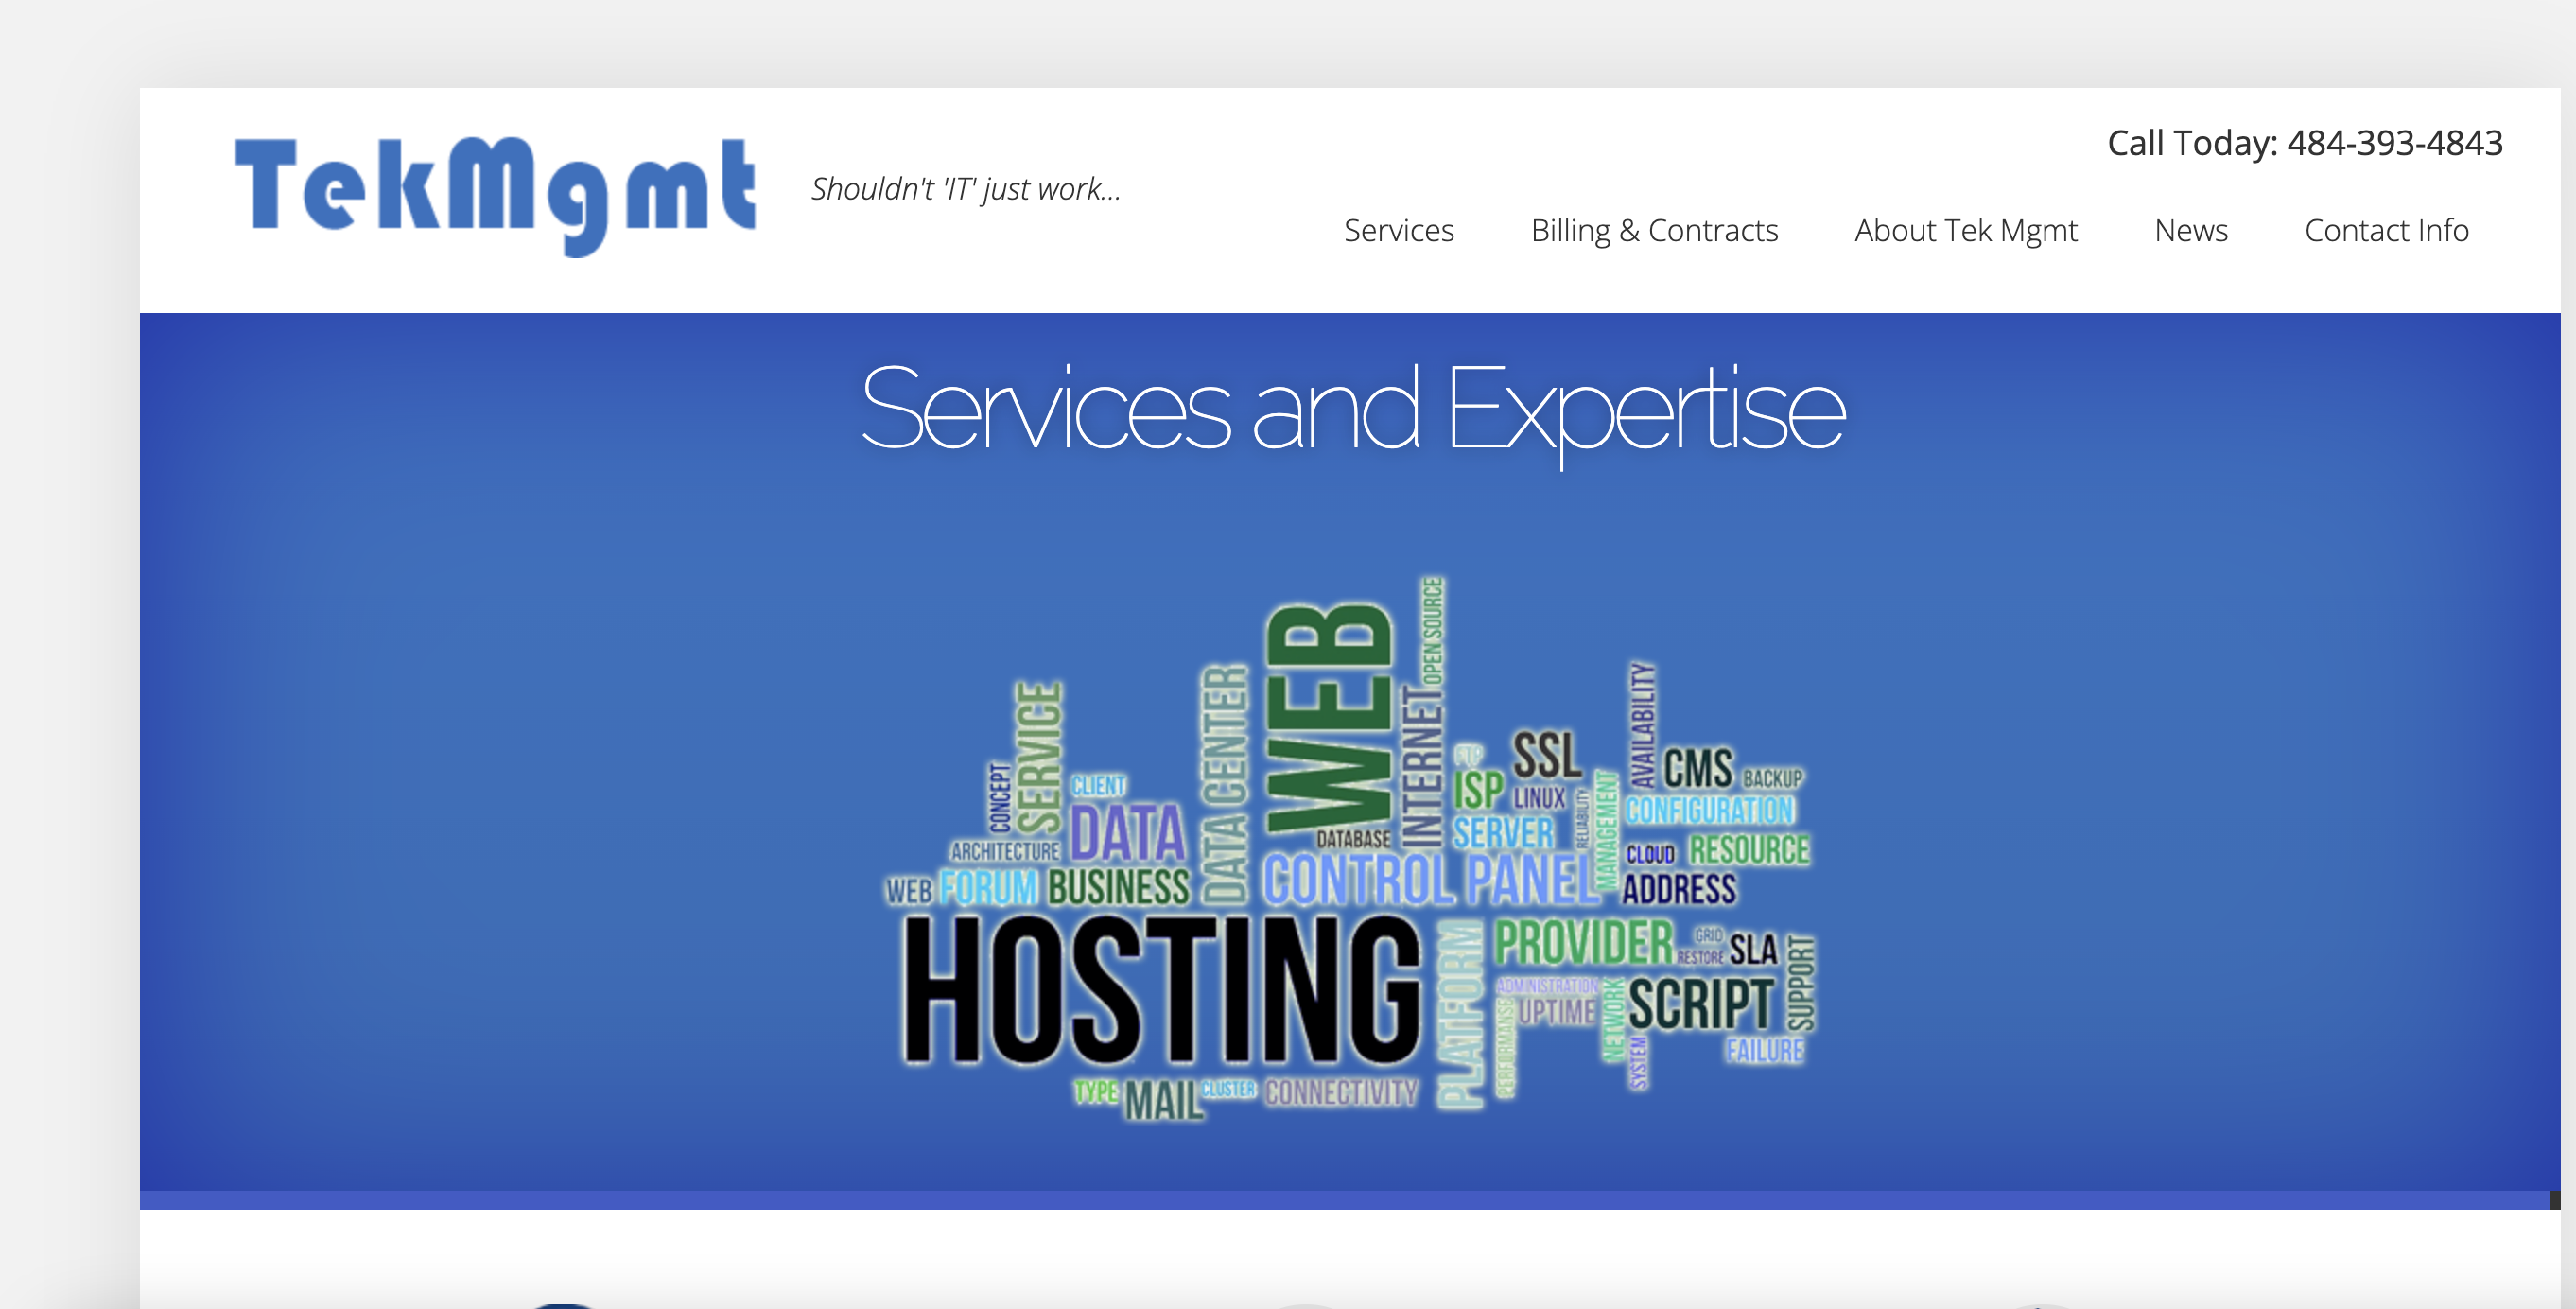 TekMgmt
Shouldn't 'IT' just work...
Call Today: 484-393-4843
Services
Billing & Contracts
About Tek Mgmt
News
Contact Info
Services and Expertise
OPEN SOURCE
WEB
INTERNET
DATA CENTER
SERVICE
CONCEPT
CLIENT
DATA
ARCHITECTURE
WEB
FORUM
BUSINESS
DATABASE
CONTROL PANEL
FTP
SSL
ISP
LINUX
SERVER
RELIABILITY
MANAGEMENT
AVAILABILITY
CMS
BACKUP
CONFIGURATION
CLOUD
RESOURCE
ADDRESS
HOSTING
PLATFORM
PROVIDER
GRID
RESTORE
SLA
SUPPORT
ADMINISTRATION
UPTIME
PERFORMANSE
NETWORK
SCRIPT
SYSTEM
FAILURE
TYPE
MAIL
CLUSTER
CONNECTIVITY